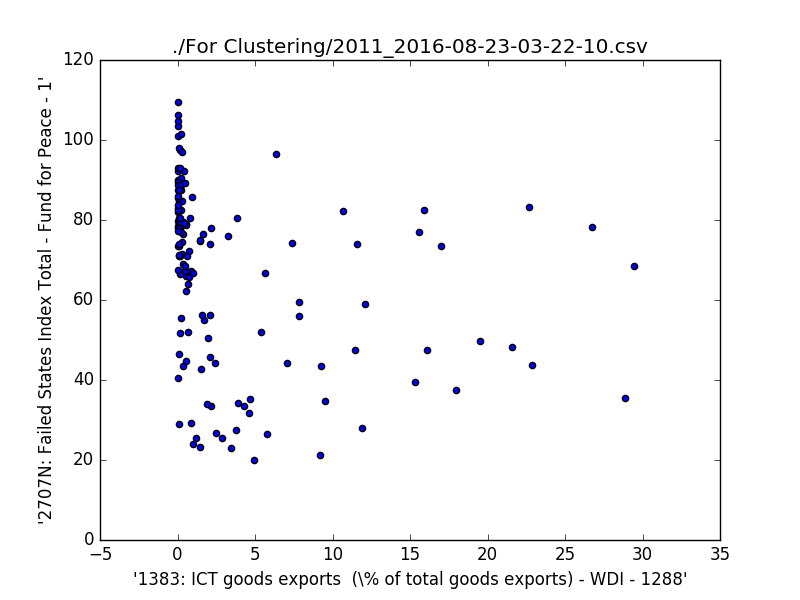 ./For Clustering/2011_2016-08-23-03-22-10.csv
120
100
80
60
40
20
0
'2707N: Failed States Index Total - Fund for Peace - 1'
−5 0 5 10 15 20 25 30 35
'1383: ICT goods exports  (\% of total goods exports) - WDI - 1288'